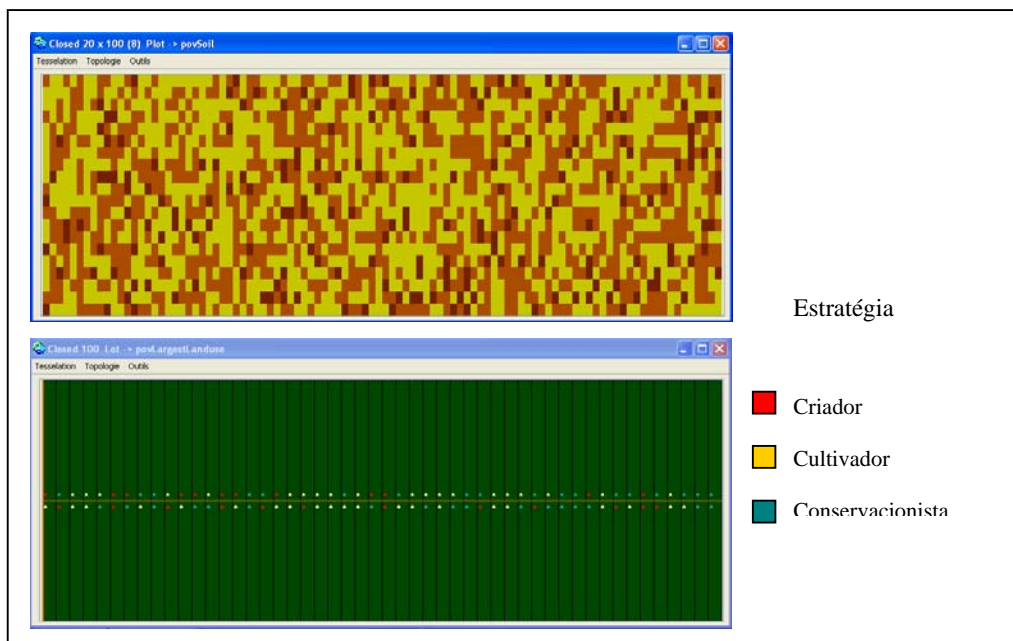 Closed 20 x 100 (8) Plot -> povSoil
Tesselation Topologie Outils
Estratégia
Closed 100 Lot -> povLargestLanduse
Tesselation Topologie Outils
Criador
Cultivador
Conservacionista